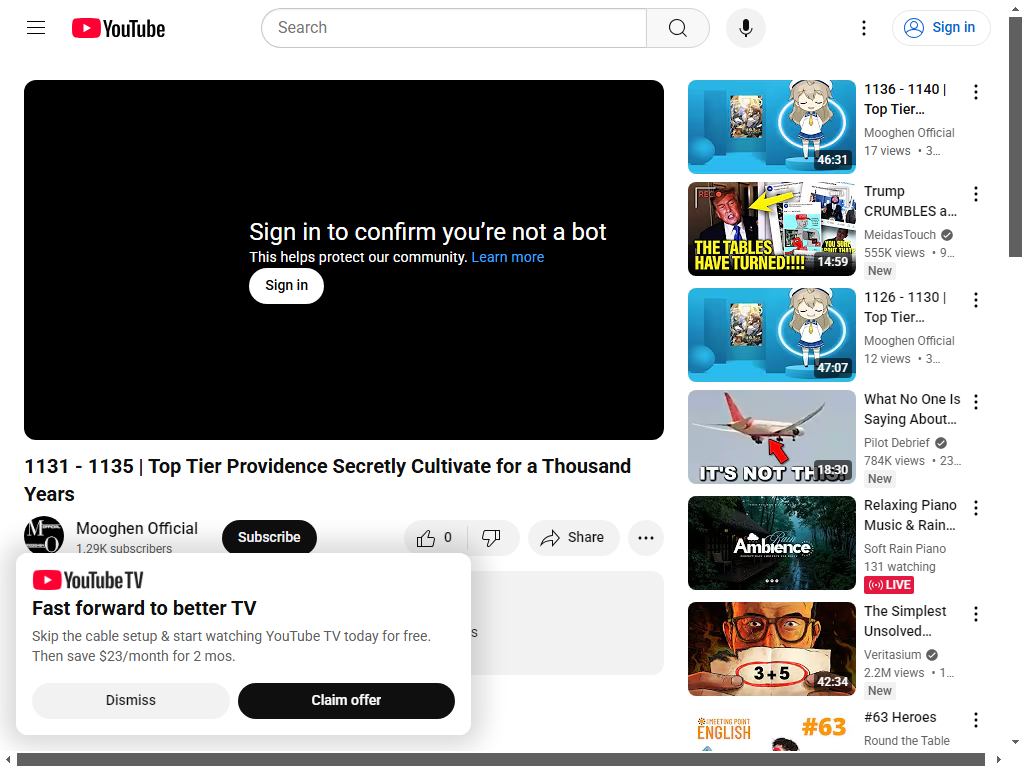 YouTube
Search
Sign in
Sign in to confirm you're not a bot
This helps protect our community. Learn more
Sign in
1131 - 1135 | Top Tier Providence Secretly Cultivate for a Thousand
Years
Mooghen Official
1.29K subscribers
Subscribe
0
Share
YouTube TV
Fast forward to better TV
Skip the cable setup & start watching YouTube TV today for free.
Then save $23/month for 2 mos.
Dismiss
Claim offer
46:31
1136 - 1140 |
Top Tier…
Mooghen Official
17 views • 3…
REC
THE TABLES
HAVE TURNED!!!!
14:59
Trump
CRUMBLES a…
MeidasTouch
555K views • 9…
New
47:07
1126 - 1130 |
Top Tier…
Mooghen Official
12 views • 3…
IT'S NOT THIS!
18:30
What No One Is
Saying About…
Pilot Debrief
784K views • 23…
New
Rain
Ambience
Relaxing Piano
Music & Rain…
Soft Rain Piano
131 watching
LIVE
3+5
42:34
The Simplest
Unsolved…
Veritasium
2.2M views • 1…
New
MEETING POINT
ENGLISH
#63
#63 Heroes
Round the Table